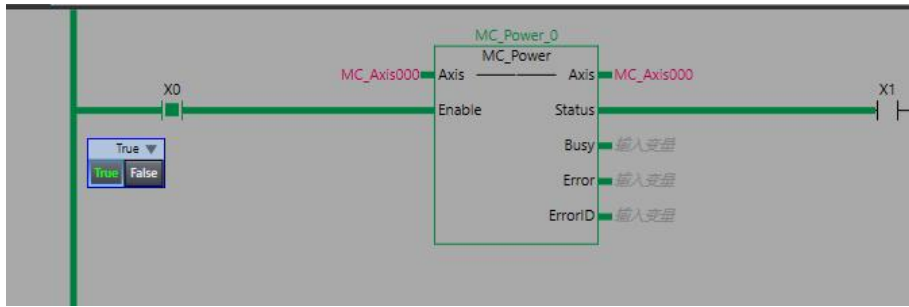 MC_Power_0
MC_Power
MC_Axis000 Axis Axis MC_Axis000
X0 X1
Enable Status
True
True False
Busy 输入变量
Error 输入变量
ErrorID 输入变量